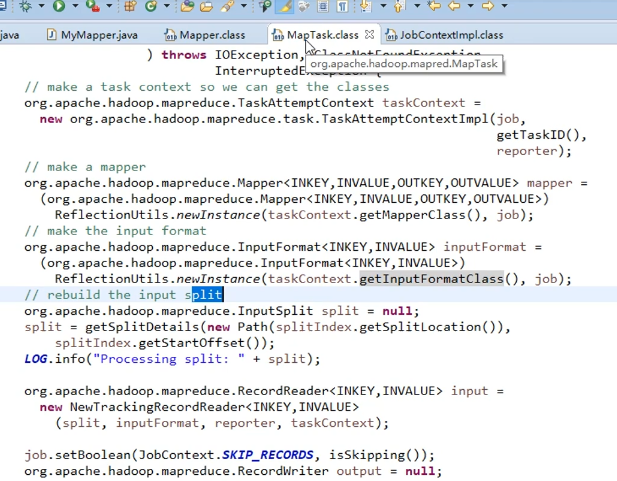 java MyMapper.java Mapper.class MapTask.class JobContextImpl.class
) throws IOException, ClassNotFoundException,
org.apache.hadoop.mapred.MapTask
InterruptedException {
// make a task context so we can get the classes
org.apache.hadoop.mapreduce.TaskAttemptContext taskContext =
new org.apache.hadoop.mapreduce.task.TaskAttemptContextImpl(job,
getTaskID(),
reporter);
// make a mapper
org.apache.hadoop.mapreduce.Mapper<INKEY,INVALUE,OUTKEY,OUTVALUE> mapper =
(org.apache.hadoop.mapreduce.Mapper<INKEY,INVALUE,OUTKEY,OUTVALUE>)
ReflectionUtils.newInstance(taskContext.getMapperClass(), job);
// make the input format
org.apache.hadoop.mapreduce.InputFormat<INKEY,INVALUE> inputFormat =
(org.apache.hadoop.mapreduce.InputFormat<INKEY,INVALUE>)
ReflectionUtils.newInstance(taskContext.getInputFormatClass(), job);
// rebuild the input split
org.apache.hadoop.mapreduce.InputSplit split = null;
split = getSplitDetails(new Path(splitIndex.getSplitLocation()),
splitIndex.getStartOffset());
LOG.info("Processing split: " + split);
org.apache.hadoop.mapreduce.RecordReader<INKEY,INVALUE> input =
new NewTrackingRecordReader<INKEY,INVALUE>
(split, inputFormat, reporter, taskContext);
job.setBoolean(JobContext.SKIP_RECORDS, isSkipping());
org.apache.hadoop.mapreduce.RecordWriter output = null;